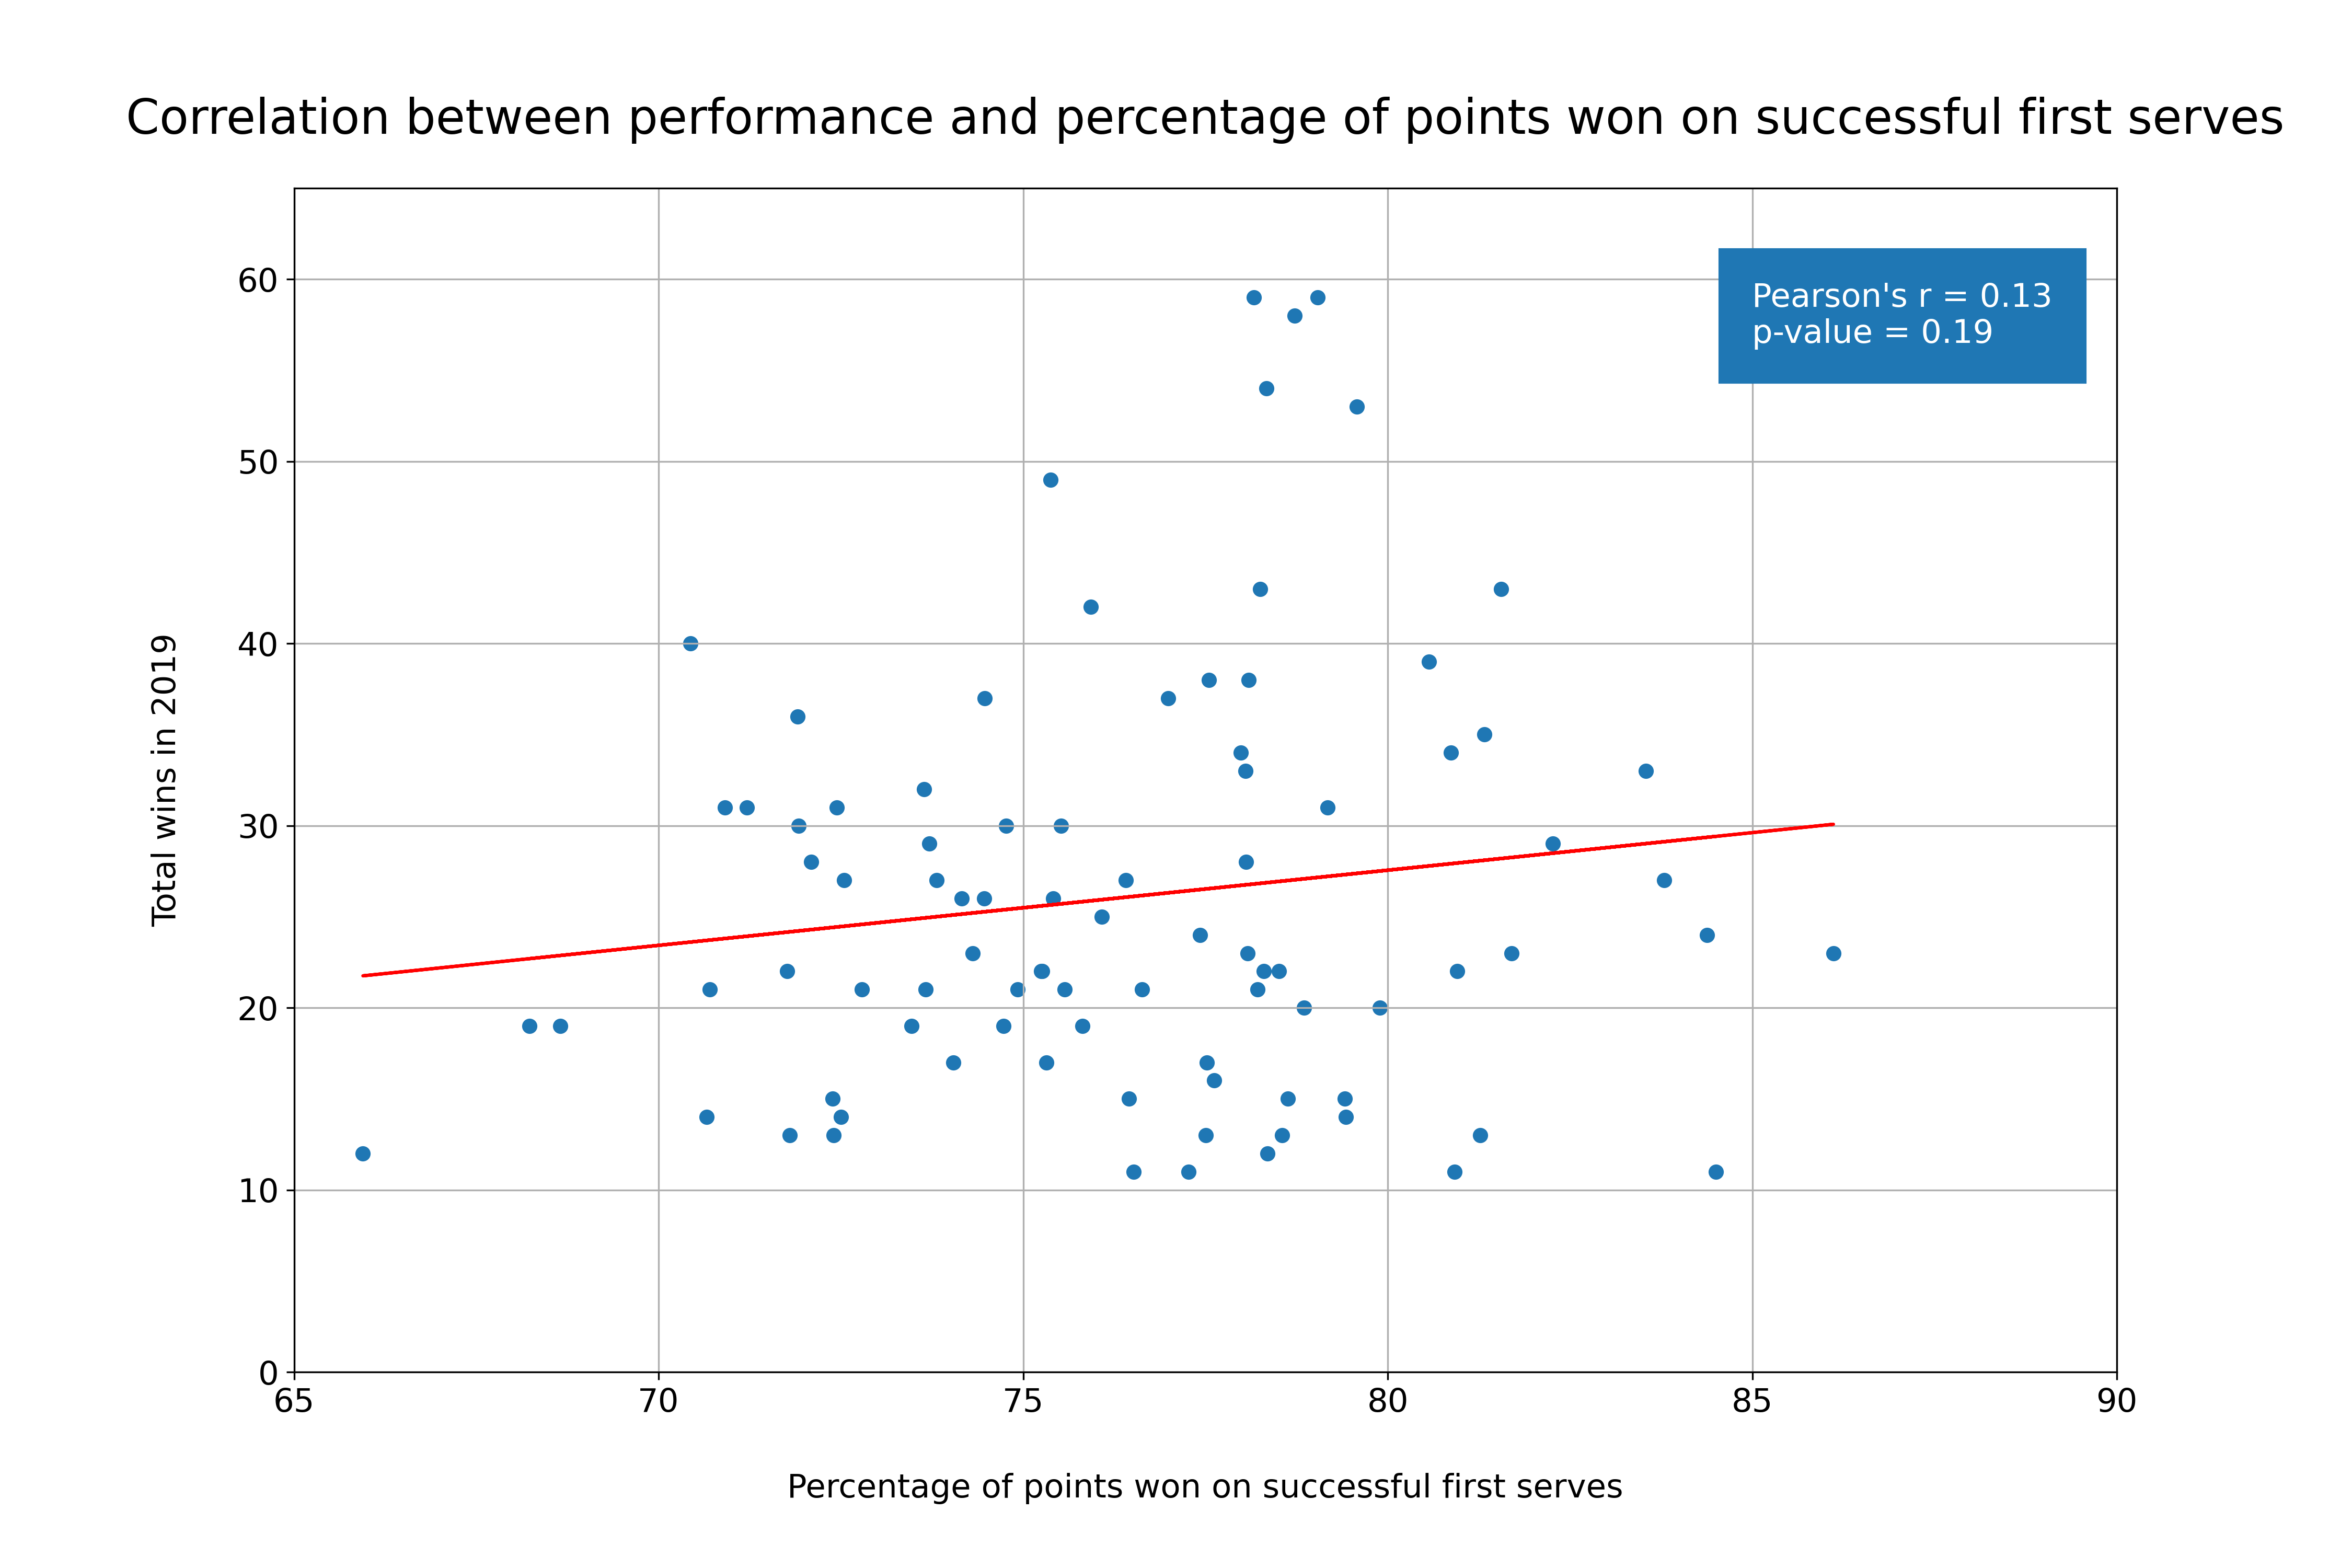 Correlation between performance and percentage of points won on successful first serves
Pearson's r = 0.13
p-value = 0.19
Total wins in 2019
60
50
40
30
20
10
0
65 70 75 80 85 90
Percentage of points won on successful first serves